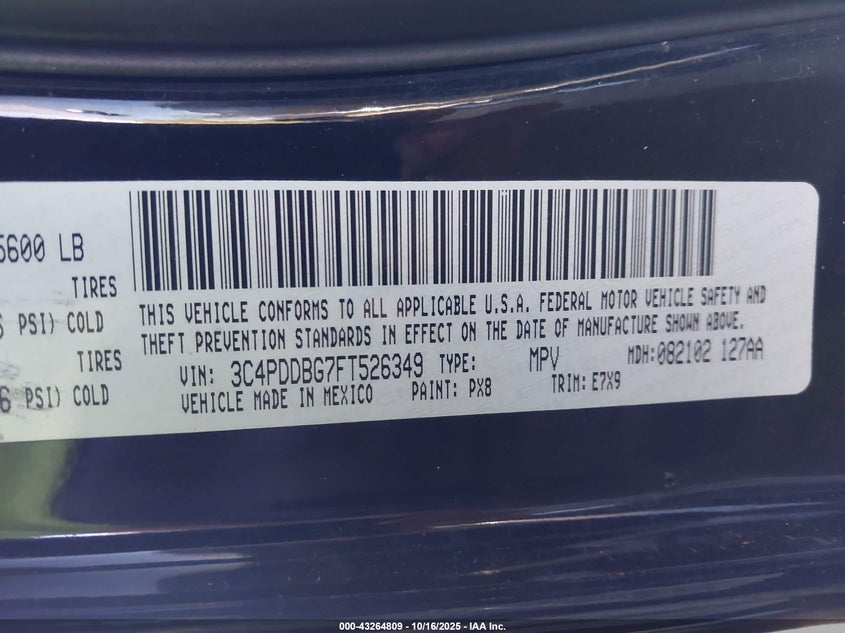 5600 LB
TIRES
PSI) COLD
TIRES
6 PSI) COLD
THIS VEHICLE CONFORMS TO ALL APPLICABLE U.S.A. FEDERAL MOTOR VEHICLE SAFETY AND
THEFT PREVENTION STANDARDS IN EFFECT ON THE DATE OF MANUFACTURE SHOWN ABOVE.
VIN: 3C4PDDBG7FT526349 TYPE: MPV MDH:082102 127AA
VEHICLE MADE IN MEXICO PAINT: PX8 TRIM: E7X9
000-43264809 - 10/16/2025 - IAA Inc.